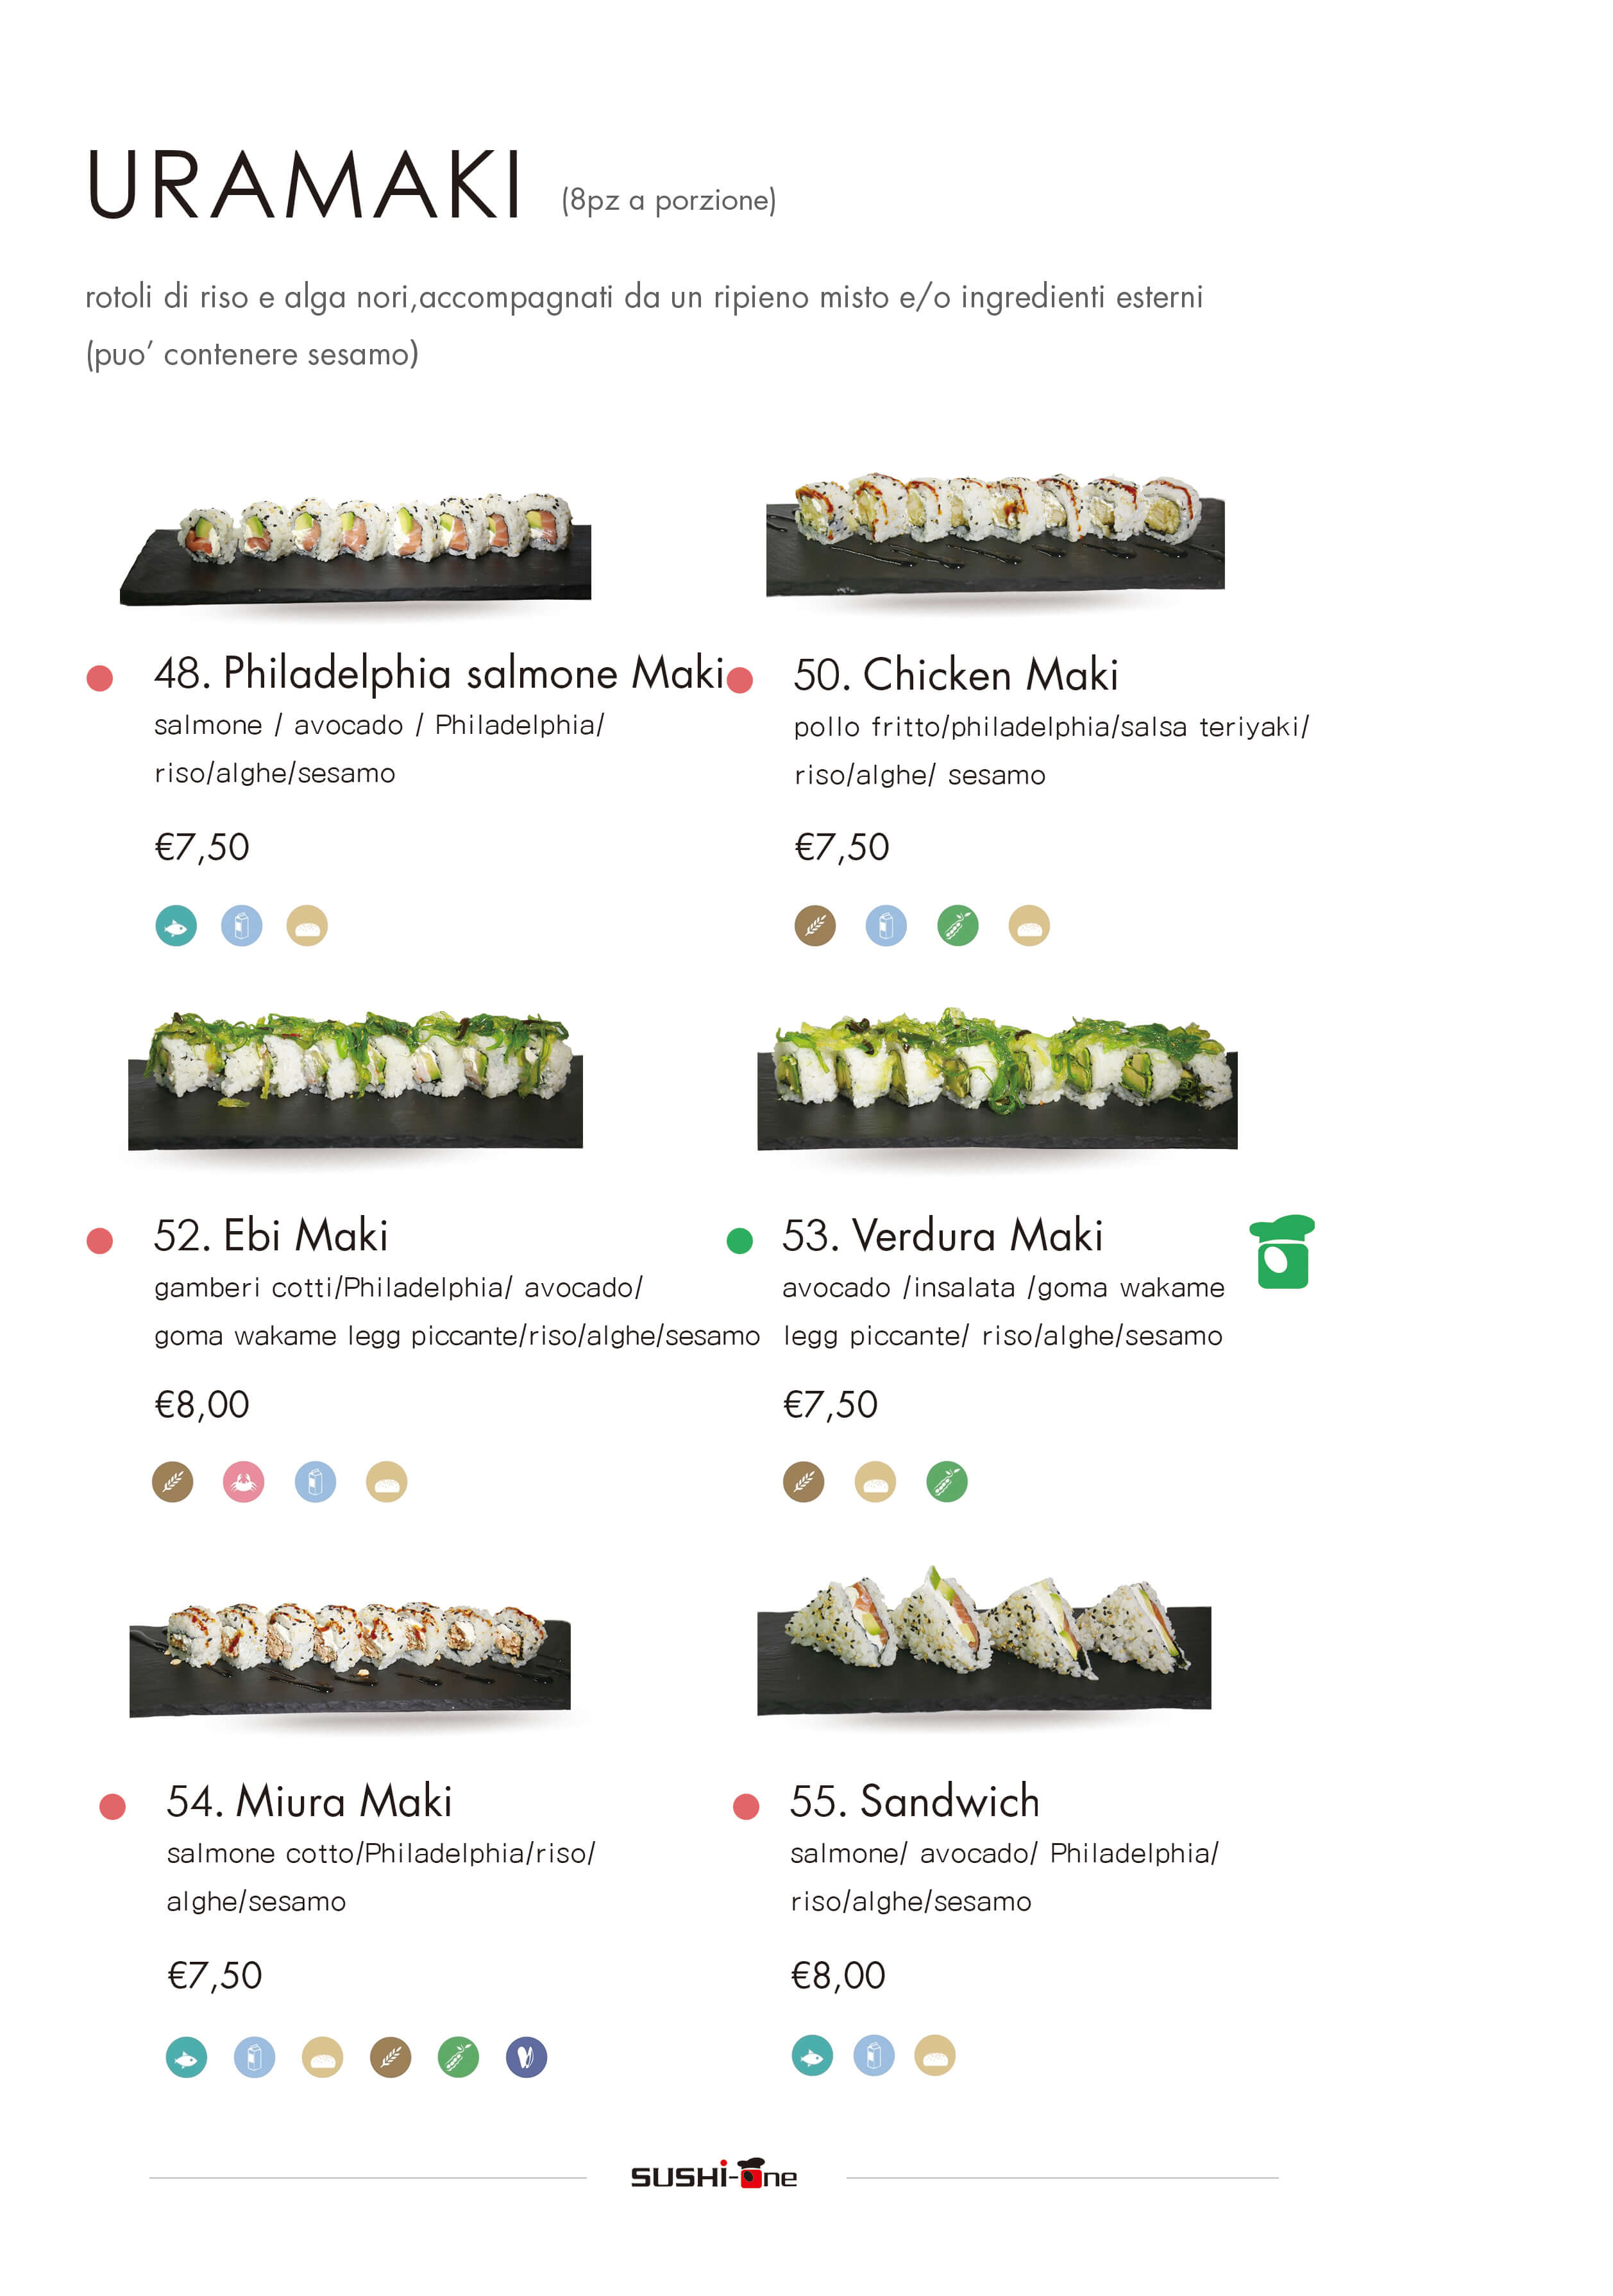 URAMAKI (8pz a porzione)
rotoli di riso e alga nori,accompagnati da un ripieno misto e/o ingredienti esterni
(puo’ contenere sesamo)
48. Philadelphia salmone Maki
salmone / avocado / Philadelphia/
riso/alghe/sesamo
€7,50
50. Chicken Maki
pollo fritto/philadelphia/salsa teriyaki/
riso/alghe/ sesamo
€7,50
52. Ebi Maki
gamberi cotti/Philadelphia/ avocado/
goma wakame legg piccante/riso/alghe/sesamo
€8,00
53. Verdura Maki
avocado /insalata /goma wakame
legg piccante/ riso/alghe/sesamo
€7,50
54. Miura Maki
salmone cotto/Philadelphia/riso/
alghe/sesamo
€7,50
55. Sandwich
salmone/ avocado/ Philadelphia/
riso/alghe/sesamo
€8,00
SUSHi-One